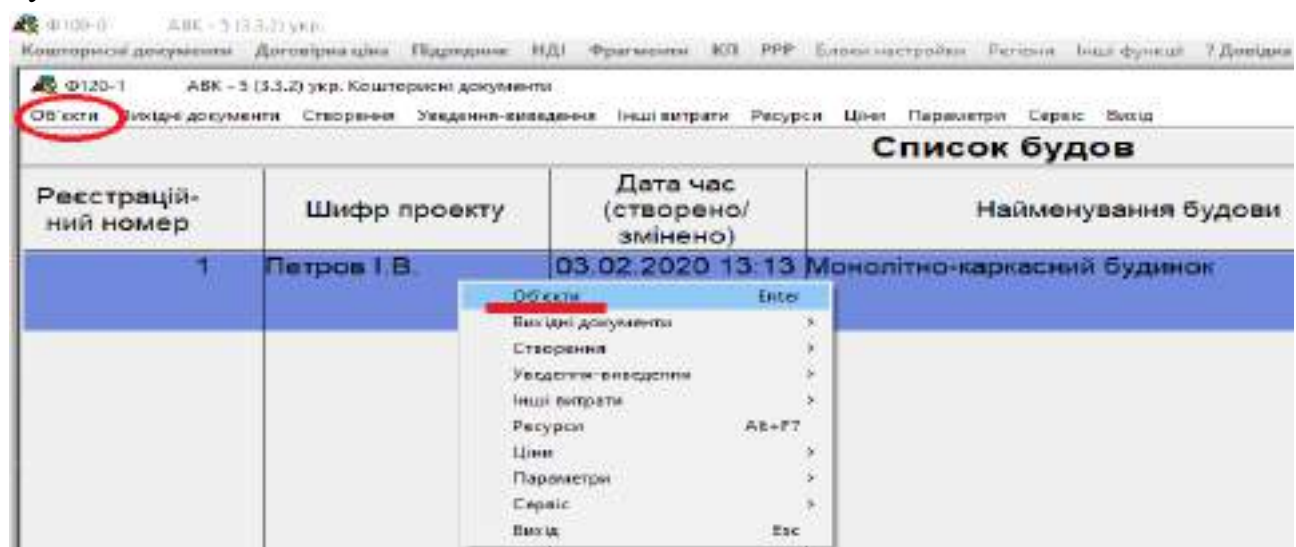 Ф100-0 АВК - 5 (3.3.2) укр.
Кошторисні документи Договірна ціна Підрядник НДІ Фрагменти КП РРР Блоки настройки Регіони Інші функції ? Довідка
Ф120-1 АВК - 5 (3.3.2) укр. Кошторисні документи
Об'єкти Вихідні документи Створення Уведення-виведення Інші витрати Ресурси Ціни Параметри Сервіс Вихід
Список будов
Реєстрацій-
ний номер
Шифр проекту
Дата час
(створено/
змінено)
Найменування будови
1 Петров І.В. 03.02.2020 13:13 Монолітно-каркасний будинок
Об'єкти Enter
Вихідні документи
Створення
Уведення-виведення
Інші витрати
Ресурси Alt+F7
Ціни
Параметри
Сервіс
Вихід Esc